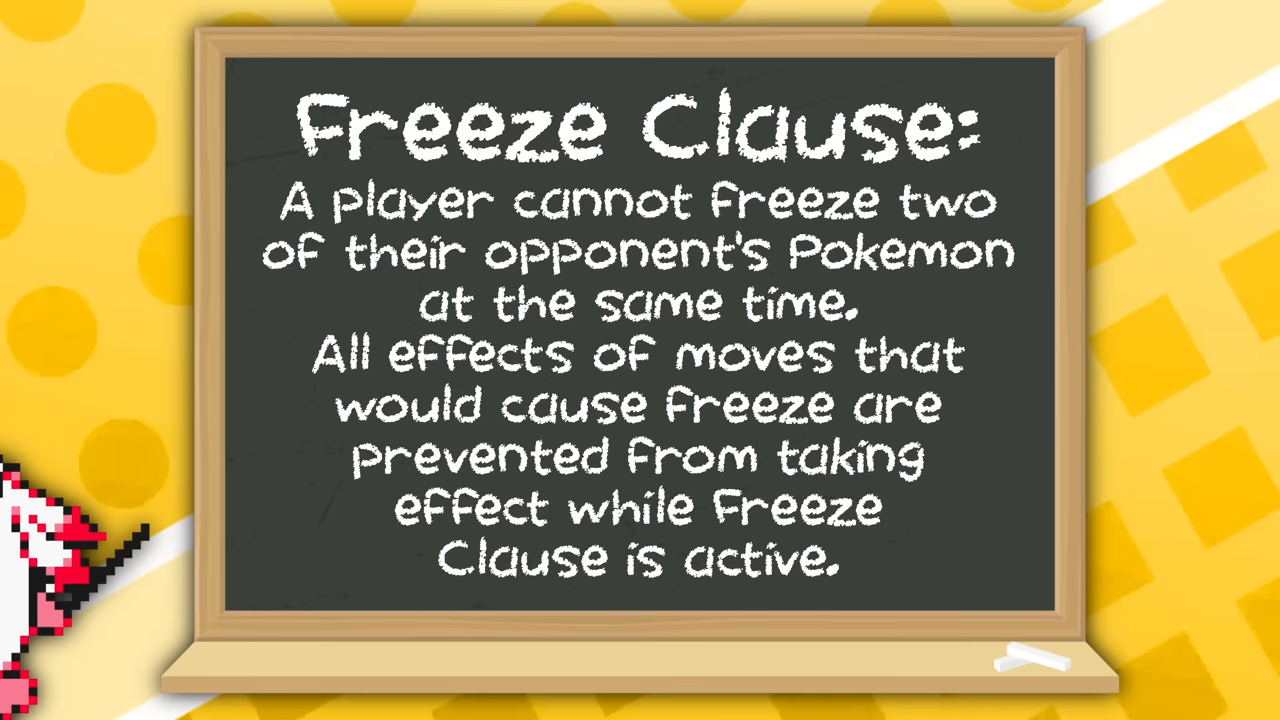 Freeze Clause:
A player cannot freeze two
of their opponent's Pokemon
at the same time.
All effects of moves that
would cause freeze are
prevented from taking
effect while Freeze
Clause is active.